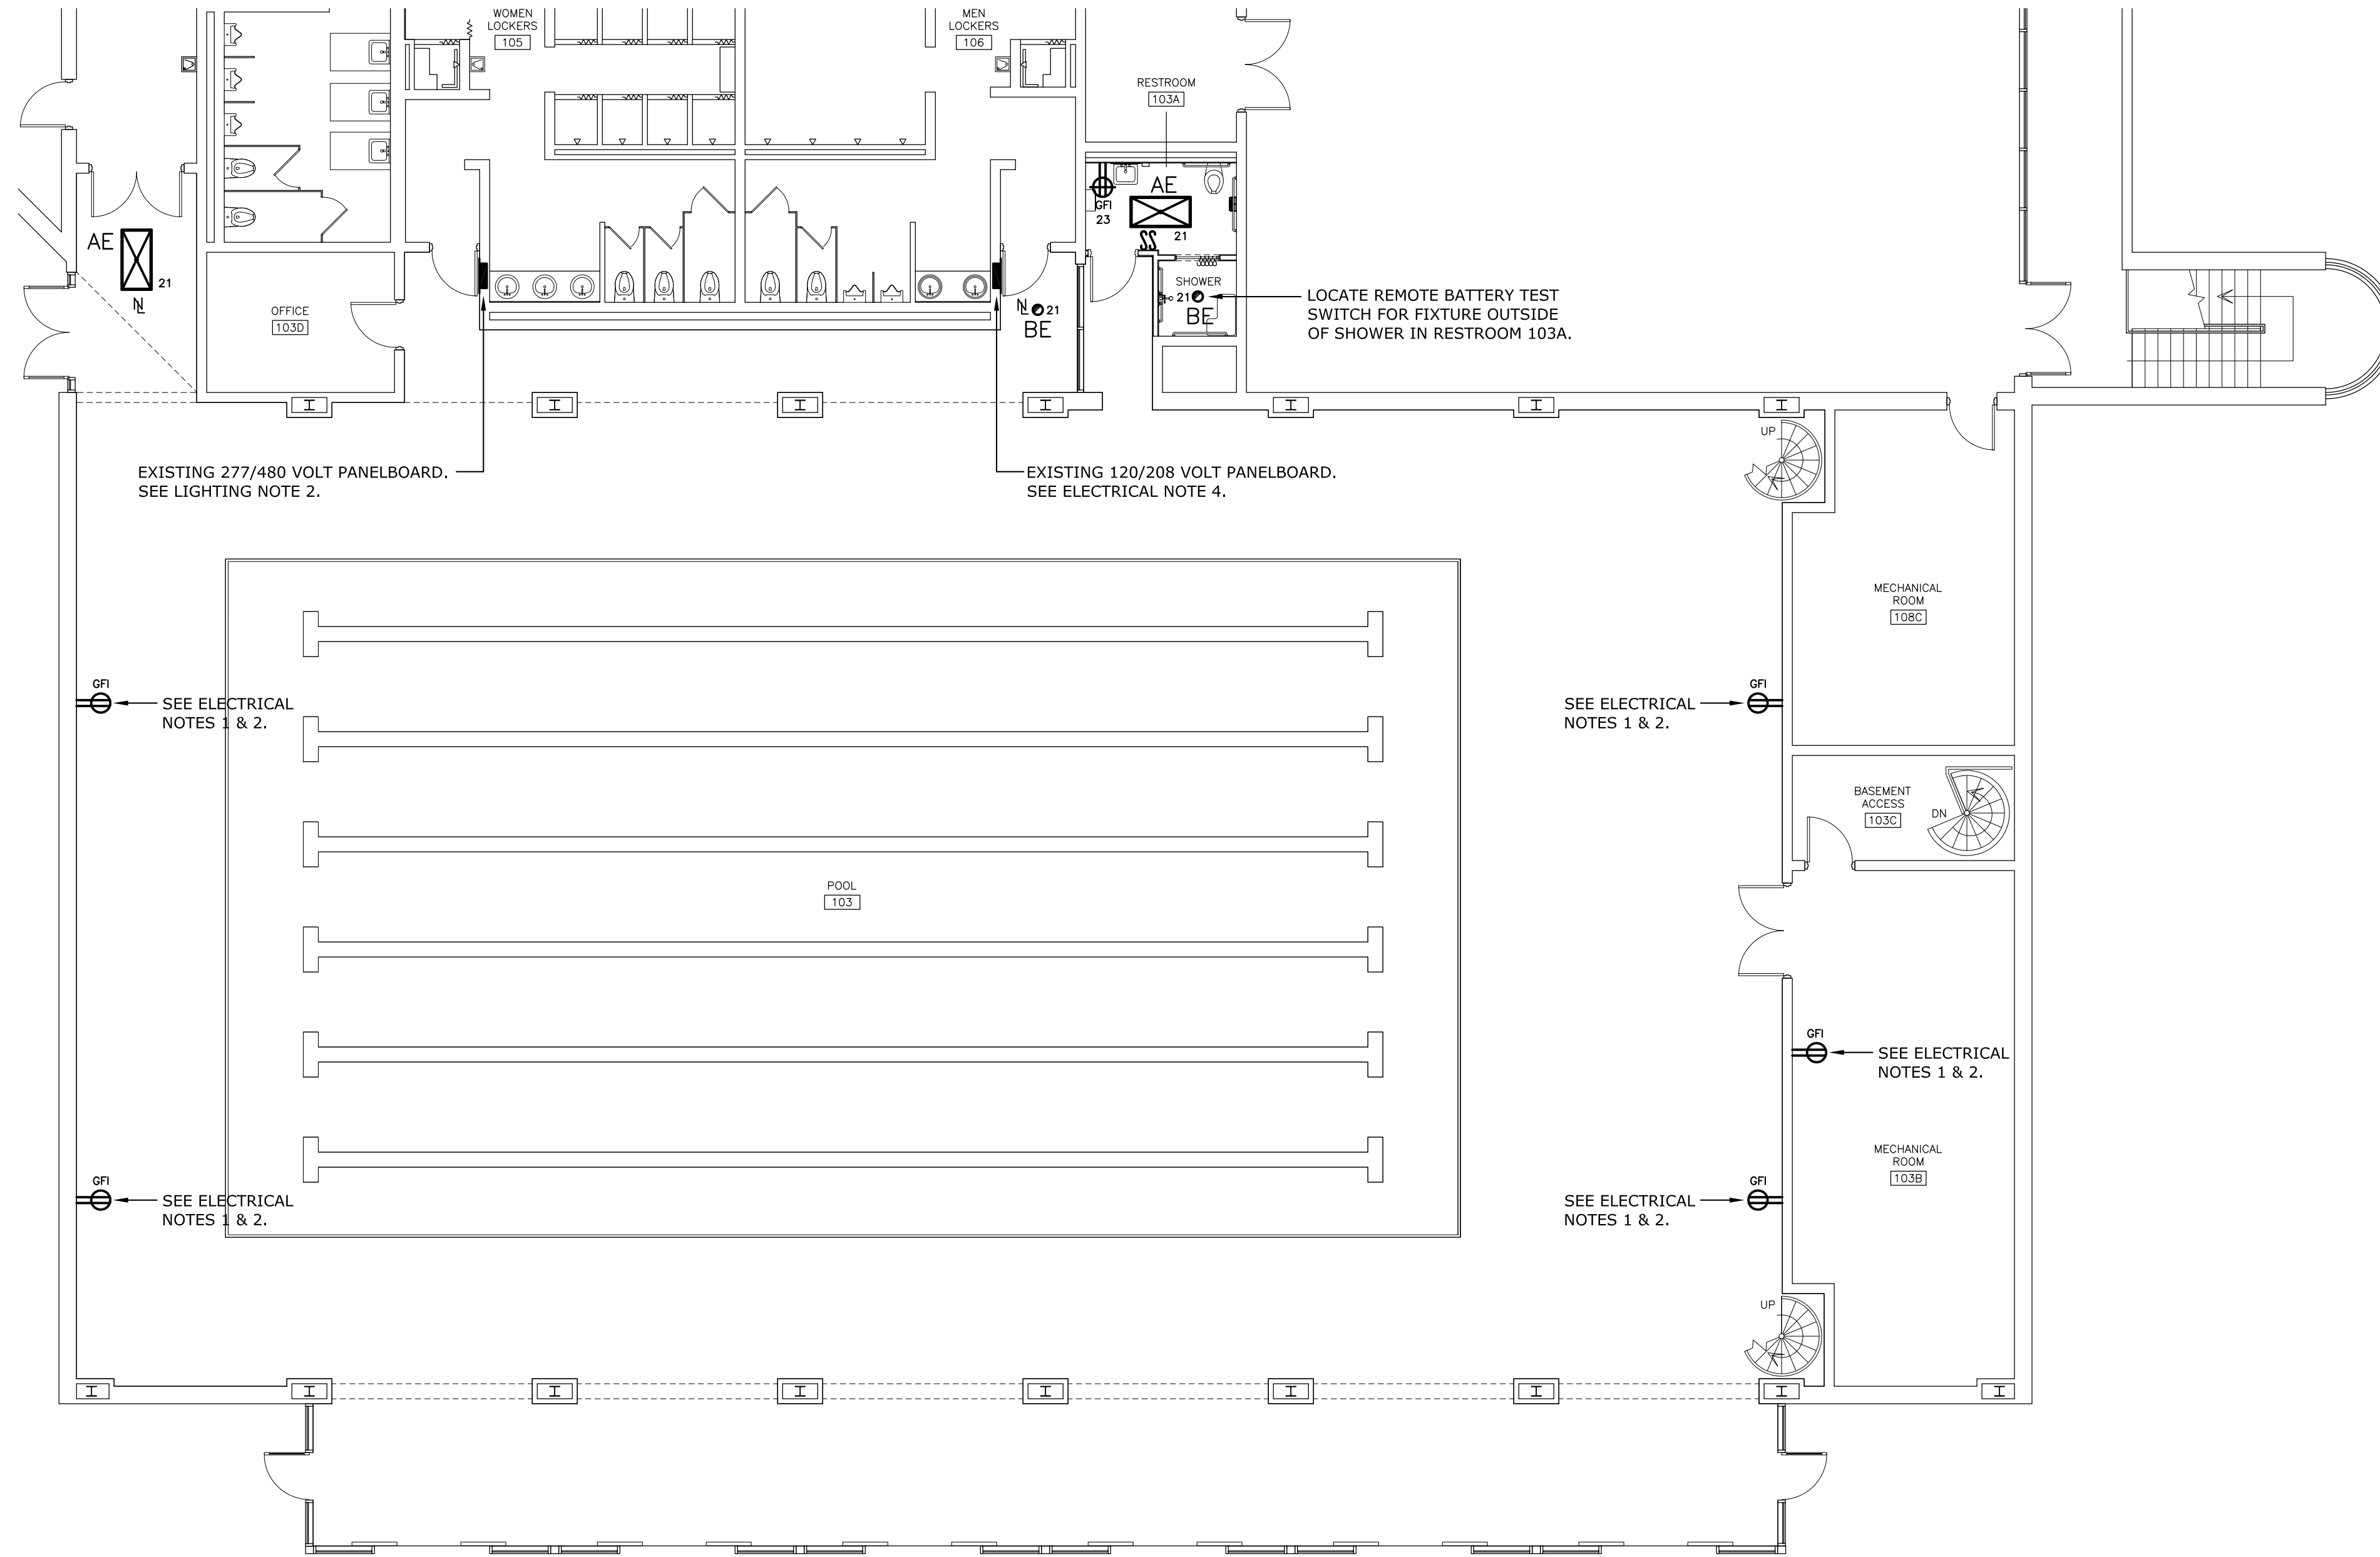 WOMEN
LOCKERS
105
MEN
LOCKERS
106
RESTROOM
103A
AE
21
NL
OFFICE
103D
GFI
23
AE
21
SS
SHOWER
21
BE
NL
21
BE
LOCATE REMOTE BATTERY TEST
SWITCH FOR FIXTURE OUTSIDE
OF SHOWER IN RESTROOM 103A.
I
I
I
I
I
I
I
UP
EXISTING 277/480 VOLT PANELBOARD.
SEE LIGHTING NOTE 2.
EXISTING 120/208 VOLT PANELBOARD.
SEE ELECTRICAL NOTE 4.
MECHANICAL
ROOM
108C
GFI
SEE ELECTRICAL
NOTES 1 & 2.
GFI
SEE ELECTRICAL
NOTES 1 & 2.
BASEMENT
ACCESS
103C
DN
POOL
103
GFI
SEE ELECTRICAL
NOTES 1 & 2.
MECHANICAL
ROOM
103B
GFI
SEE ELECTRICAL
NOTES 1 & 2.
GFI
SEE ELECTRICAL
NOTES 1 & 2.
UP
I
I
I
I
I
I
I
I
I